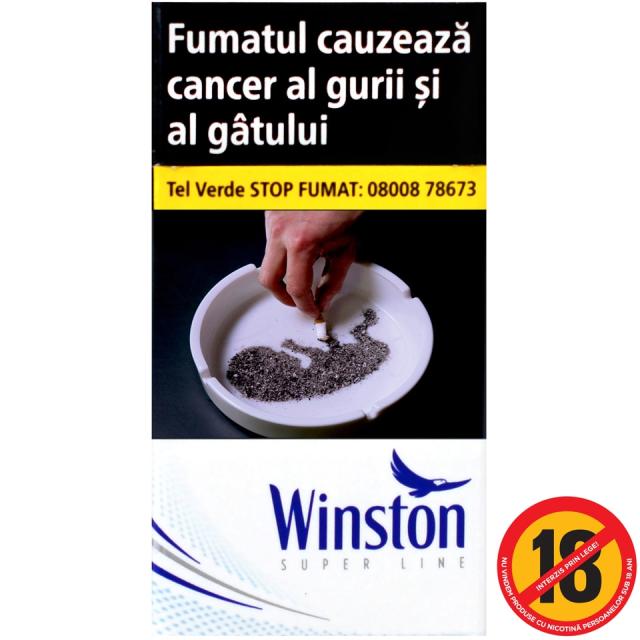 Fumatul cauzează
cancer al gurii și
al gâtului
Tel Verde STOP FUMAT: 08008 78673
Winston
SUPER LINE
18
INTERZIS PRIN LEGE!
NU VINDEM PRODUSE CU NICOTINĂ PERSOANELOR SUB 18 ANI